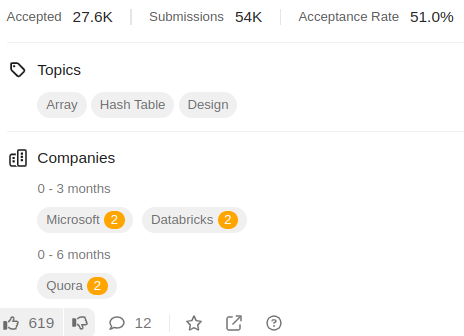 Accepted 27.6K Submissions 54K Acceptance Rate 51.0%
Topics
Array Hash Table Design
Companies
0 - 3 months
Microsoft 2 Databricks 2
0 - 6 months
Quora 2
619 12